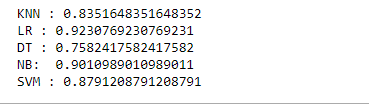 KNN : 0.8351648351648352
LR : 0.9230769230769231
DT : 0.7582417582417582
NB: 0.9010989010989011
SVM : 0.8791208791208791